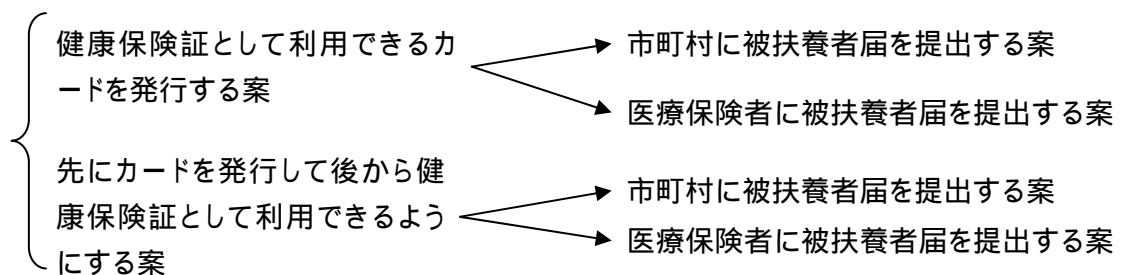 健康保険証として利用できるカ
ードを発行する案
市町村に被扶養者届を提出する案
医療保険者に被扶養者届を提出する案
先にカードを発行して後から健
康保険証として利用できるよう
にする案
市町村に被扶養者届を提出する案
医療保険者に被扶養者届を提出する案